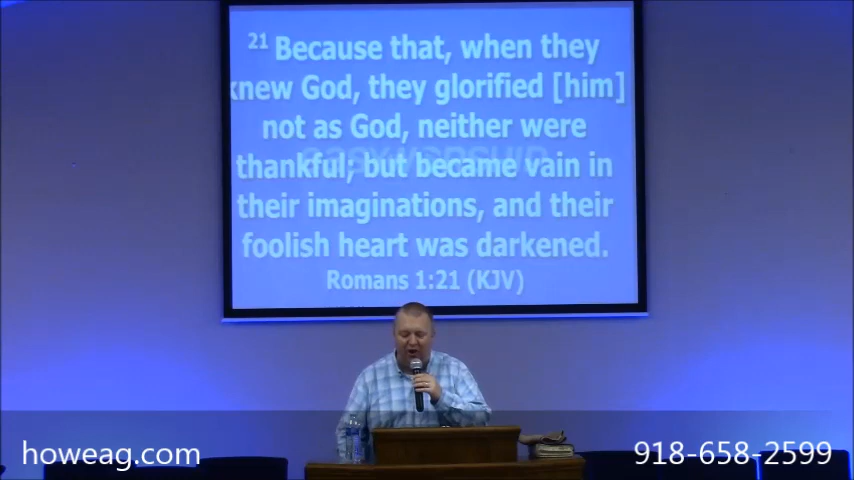 21 Because that, when they
knew God, they glorified [him]
not as God, neither were
thankful; but became vain in
their imaginations, and their
foolish heart was darkened.
Romans 1:21 (KJV)
howeag.com
918-658-2599